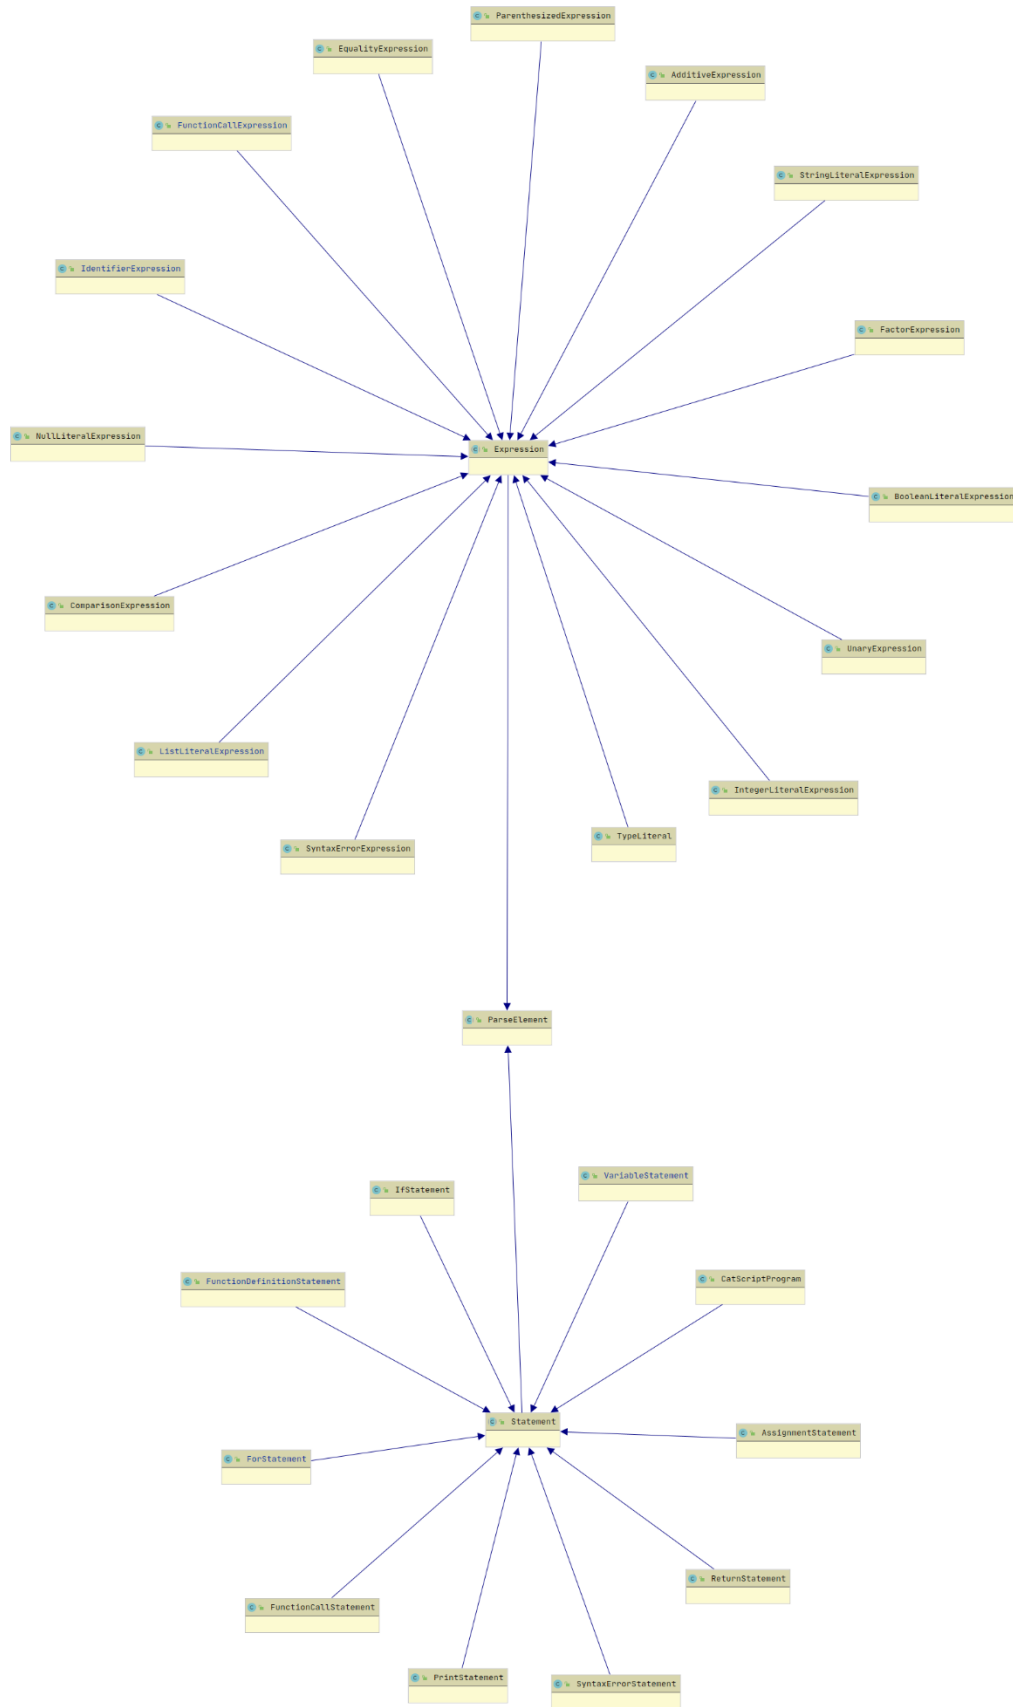 ParenthesizedExpression
EqualityExpression
AdditiveExpression
FunctionCallExpression
StringLiteralExpression
IdentifierExpression
FactorExpression
NullLiteralExpression
Expression
BooleanLiteralExpression
ComparisonExpression
UnaryExpression
ListLiteralExpression
IntegerLiteralExpression
TypeLiteral
SyntaxErrorExpression
ParseElement
VariableStatement
IfStatement
CatScriptProgram
FunctionDefinitionStatement
Statement
AssignmentStatement
ForStatement
ReturnStatement
FunctionCallStatement
PrintStatement
SyntaxErrorStatement